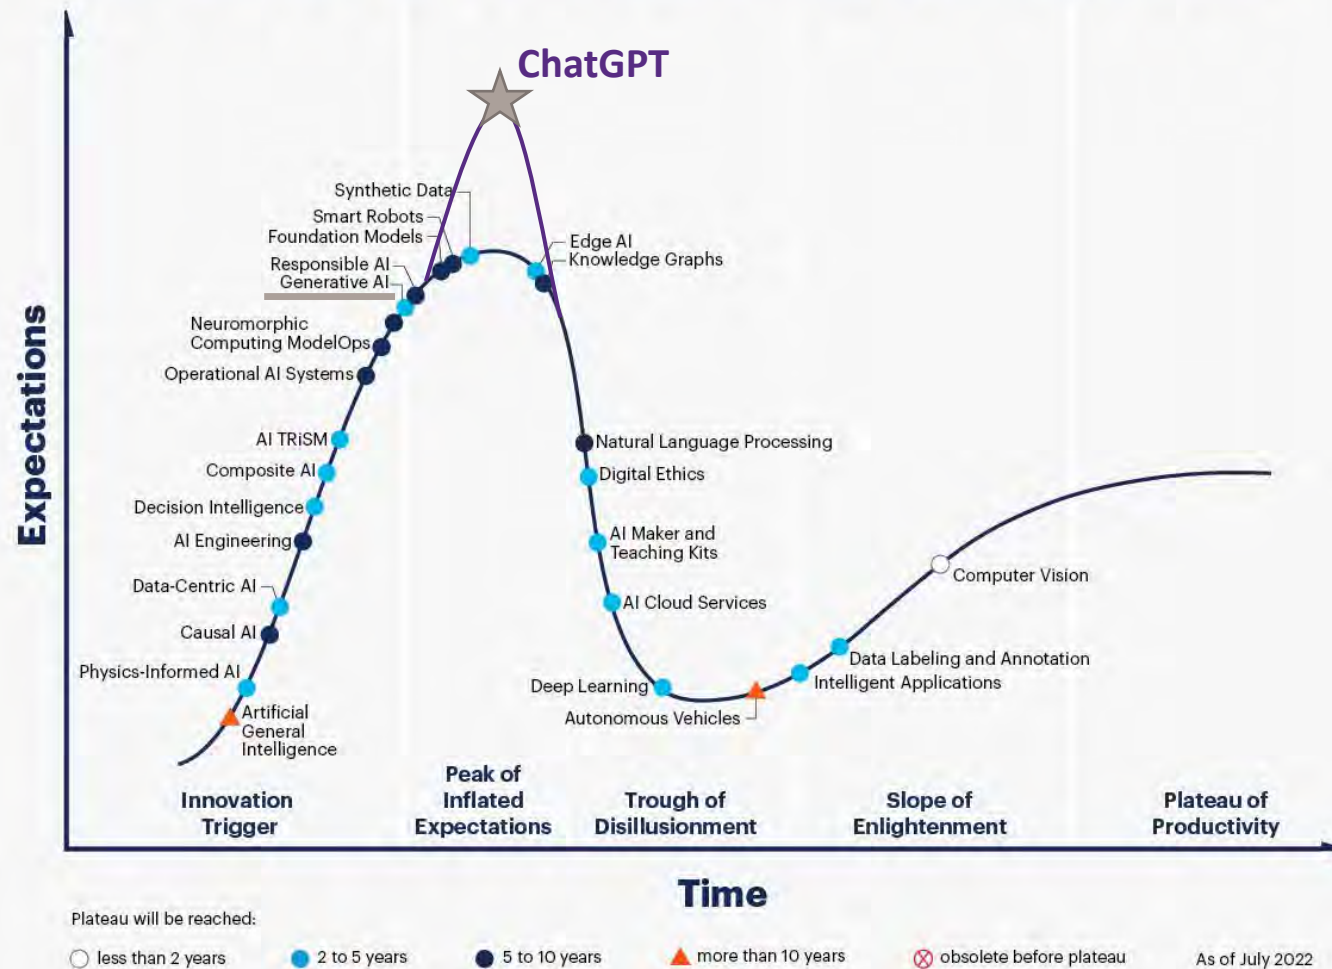 ChatGPT
Synthetic Data
Smart Robots
Foundation Models
Responsible AI
Generative AI
Neuromorphic
Computing ModelOps
Operational AI Systems
AI TRiSM
Composite AI
Decision Intelligence
AI Engineering
Data-Centric AI
Causal AI
Physics-Informed AI
Artificial
General
Intelligence
Edge AI
Knowledge Graphs
Natural Language Processing
Digital Ethics
AI Maker and
Teaching Kits
AI Cloud Services
Deep Learning
Autonomous Vehicles
Computer Vision
Data Labeling and Annotation
Intelligent Applications
Expectations
Innovation
Trigger
Peak of
Inflated
Expectations
Trough of
Disillusionment
Slope of
Enlightenment
Plateau of
Productivity
Time
Plateau will be reached:
less than 2 years
2 to 5 years
5 to 10 years
more than 10 years
obsolete before plateau
As of July 2022